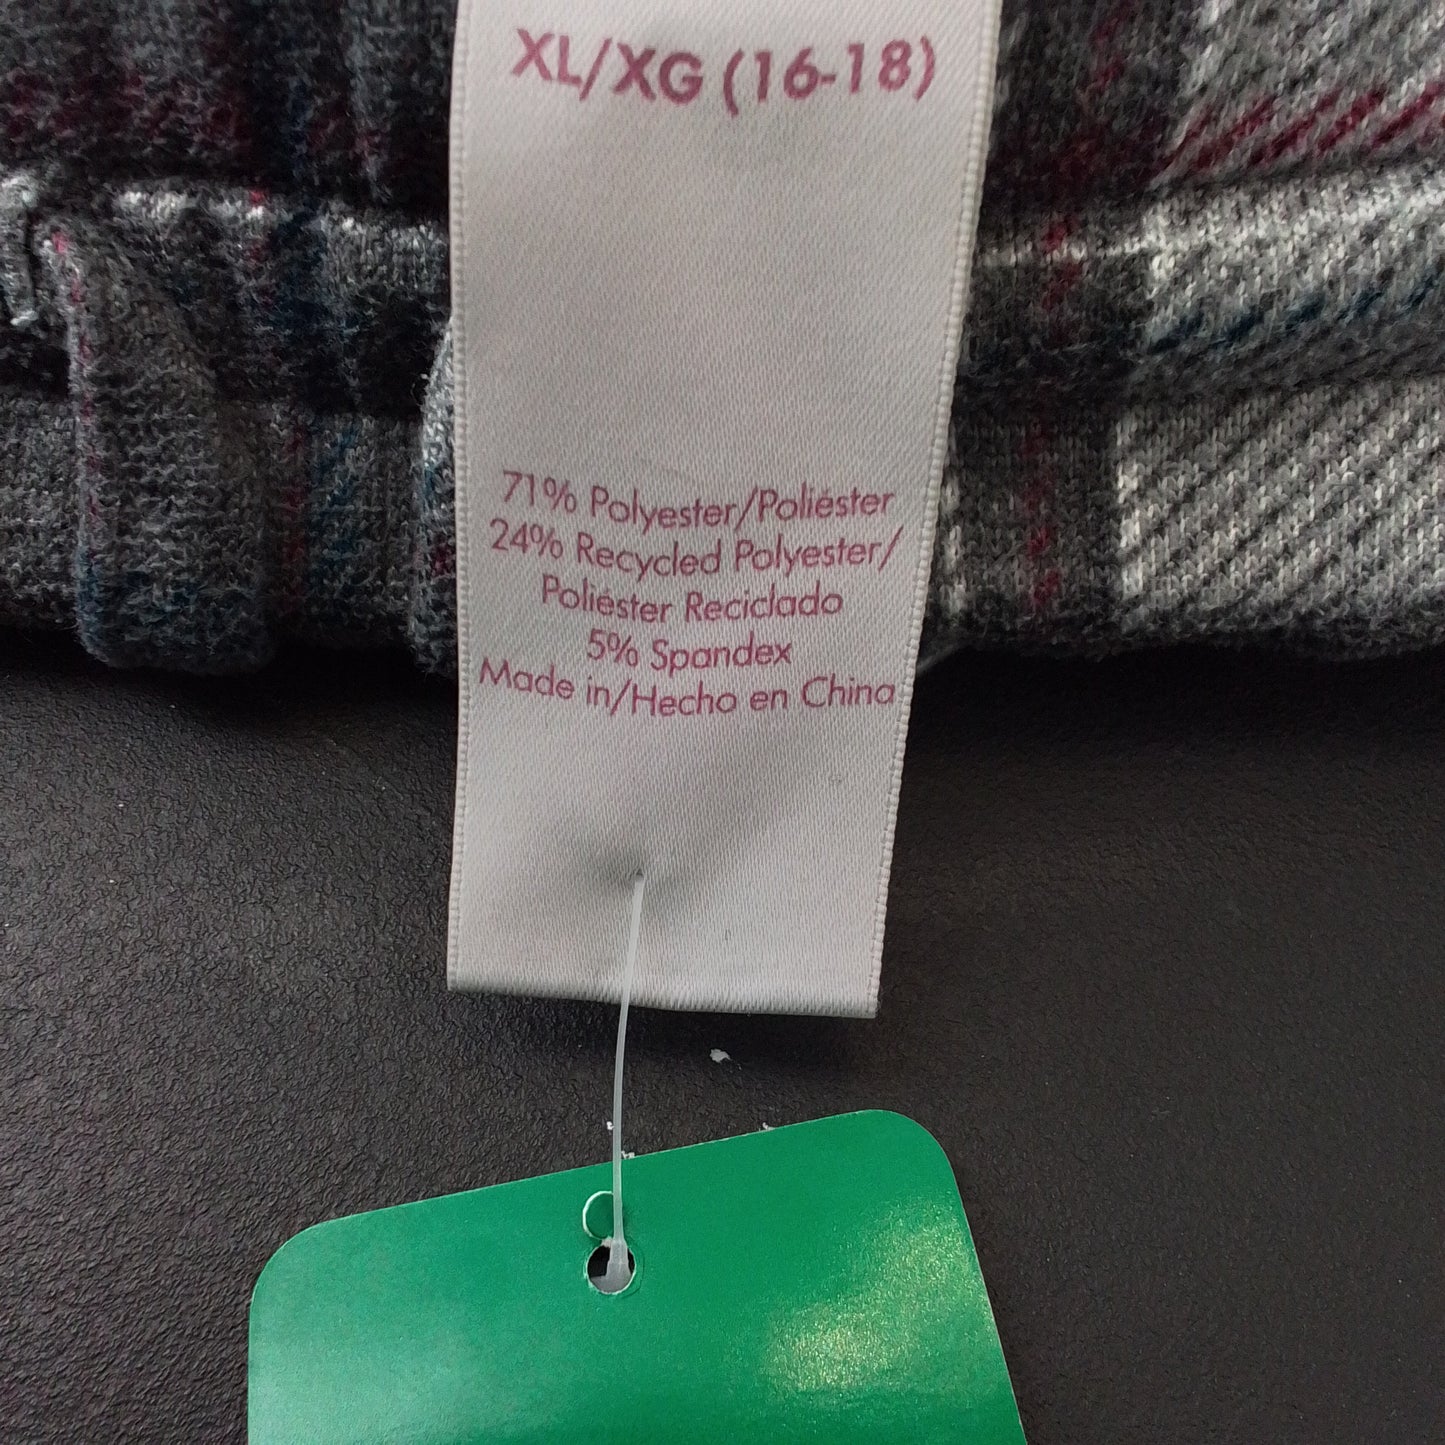 XL/XG (16-18)
71% Polyester/Poliéster
24% Recycled Polyester/
Poliéster Reciclado
5% Spandex
Made in/Hecho en China